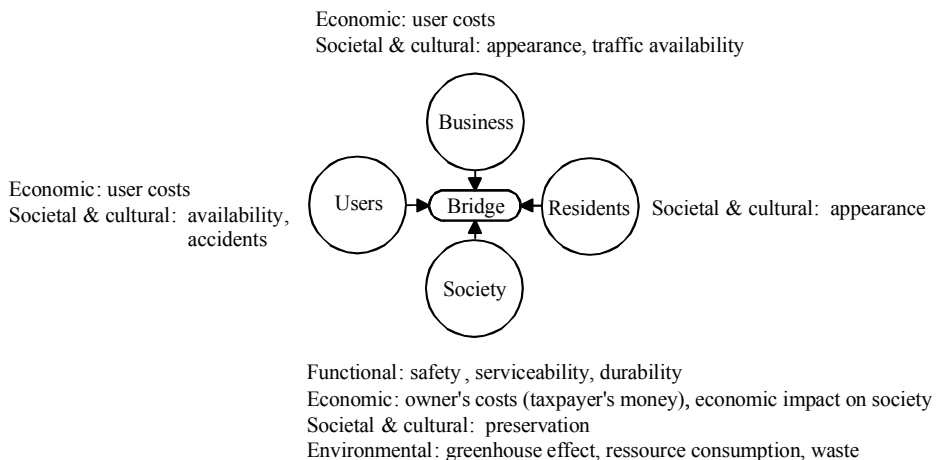 Economic: user costs
Societal & cultural: appearance, traffic availability
Business
Economic: user costs
Societal & cultural: availability,
accidents
Users
Bridge
Residents
Societal & cultural: appearance
Society
Functional: safety , serviceability, durability
Economic: owner's costs (taxpayer's money), economic impact on society
Societal & cultural: preservation
Environmental: greenhouse effect, ressource consumption, waste